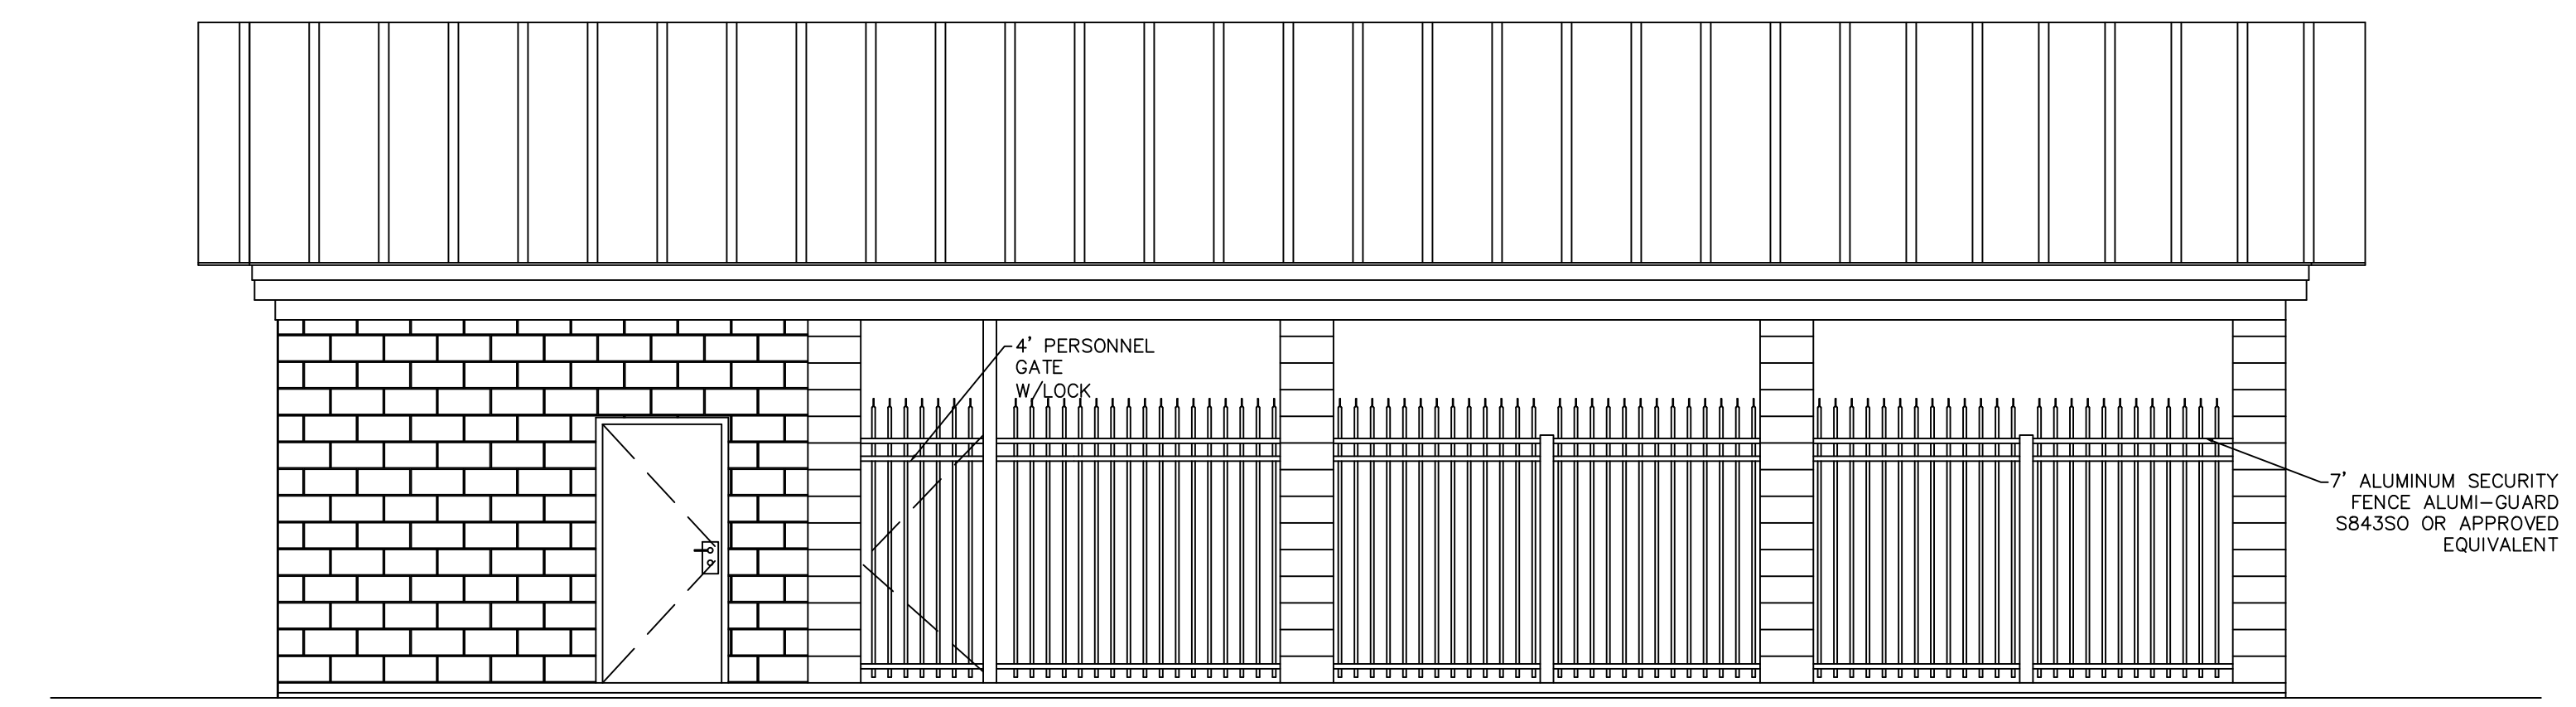 4' PERSONNEL
GATE
W/LOCK
7' ALUMINUM SECURITY
FENCE ALUMI-GUARD
S843SO OR APPROVED
EQUIVALENT